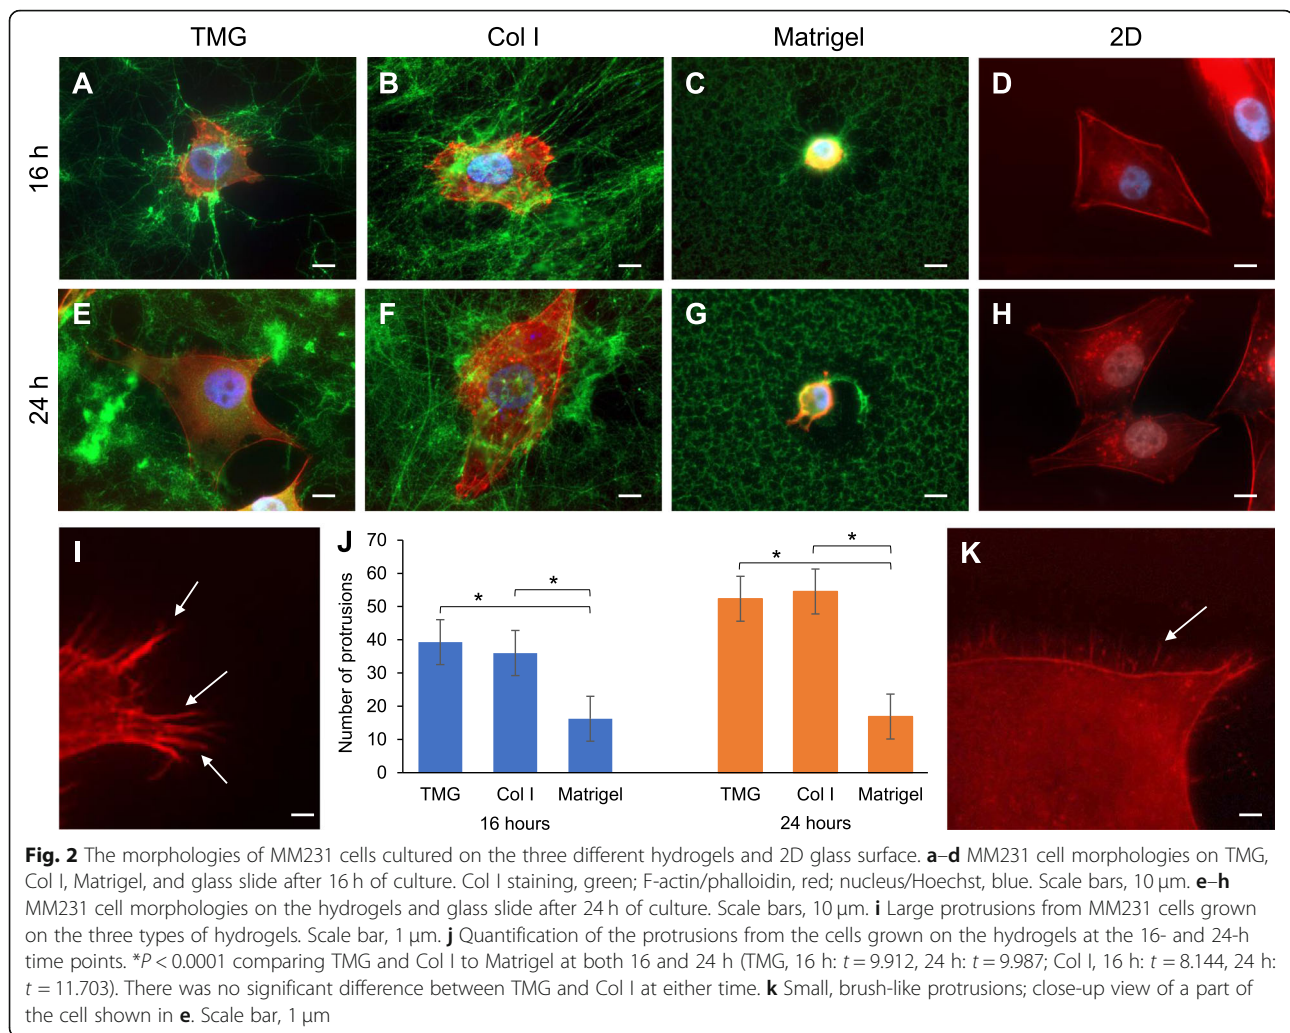 TMG Col I Matrigel 2D
16 h
A B C D
24 h
E F G H
I
J
70
60
50
40
30
20
10
0
Number of protrusions
* *
* *
TMG Col I Matrigel TMG Col I Matrigel
16 hours 24 hours
K
Fig. 2 The morphologies of MM231 cells cultured on the three different hydrogels and 2D glass surface. a–d MM231 cell morphologies on TMG,
Col I, Matrigel, and glass slide after 16 h of culture. Col I staining, green; F-actin/phalloidin, red; nucleus/Hoechst, blue. Scale bars, 10 μm. e–h
MM231 cell morphologies on the hydrogels and glass slide after 24 h of culture. Scale bars, 10 μm. i Large protrusions from MM231 cells grown
on the three types of hydrogels. Scale bar, 1 μm. j Quantification of the protrusions from the cells grown on the hydrogels at the 16- and 24-h
time points. *P < 0.0001 comparing TMG and Col I to Matrigel at both 16 and 24 h (TMG, 16 h: t = 9.912, 24 h: t = 9.987; Col I, 16 h: t = 8.144, 24 h:
t = 11.703). There was no significant difference between TMG and Col I at either time. k Small, brush-like protrusions; close-up view of a part of
the cell shown in e. Scale bar, 1 μm